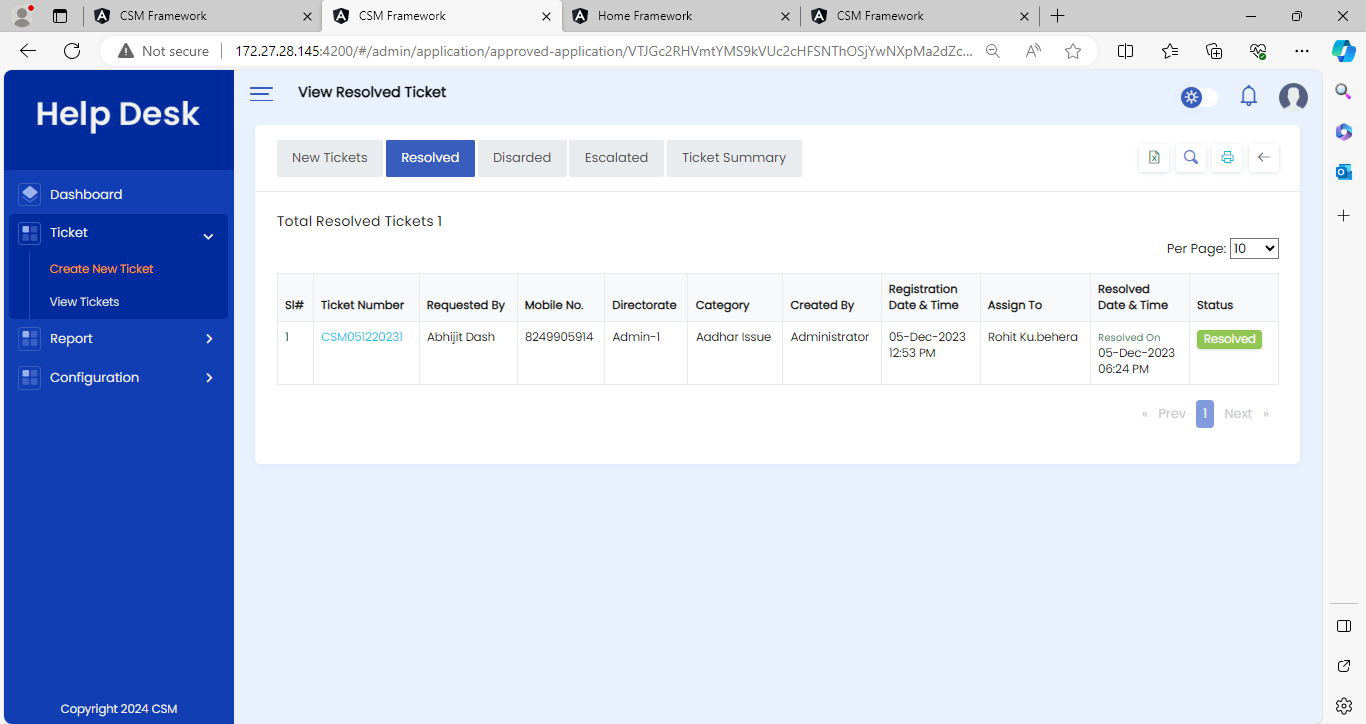 CSM Framework
CSM Framework
Home Framework
CSM Framework
Not secure
172.27.28.145:4200/#/admin/application/approved-application/VTJGc2RHVmtYMS9kVUc2cHFSNThOSjYwNXpMa2dZc...
Help Desk
View Resolved Ticket
New Tickets Resolved Disarded Escalated Ticket Summary
Dashboard
Ticket
Create New Ticket
View Tickets
Report
Configuration
Total Resolved Tickets 1
Per Page: 10
Sl# Ticket Number Requested By Mobile No. Directorate Category Created By Registration Date & Time Assign To Resolved Date & Time Status
1 CSM051220231 Abhijit Dash 8249905914 Admin-1 Aadhar Issue Administrator 05-Dec-2023 12:53 PM Rohit Ku.behera Resolved On 05-Dec-2023 06:24 PM Resolved
« Prev 1 Next »
Copyright 2024 CSM